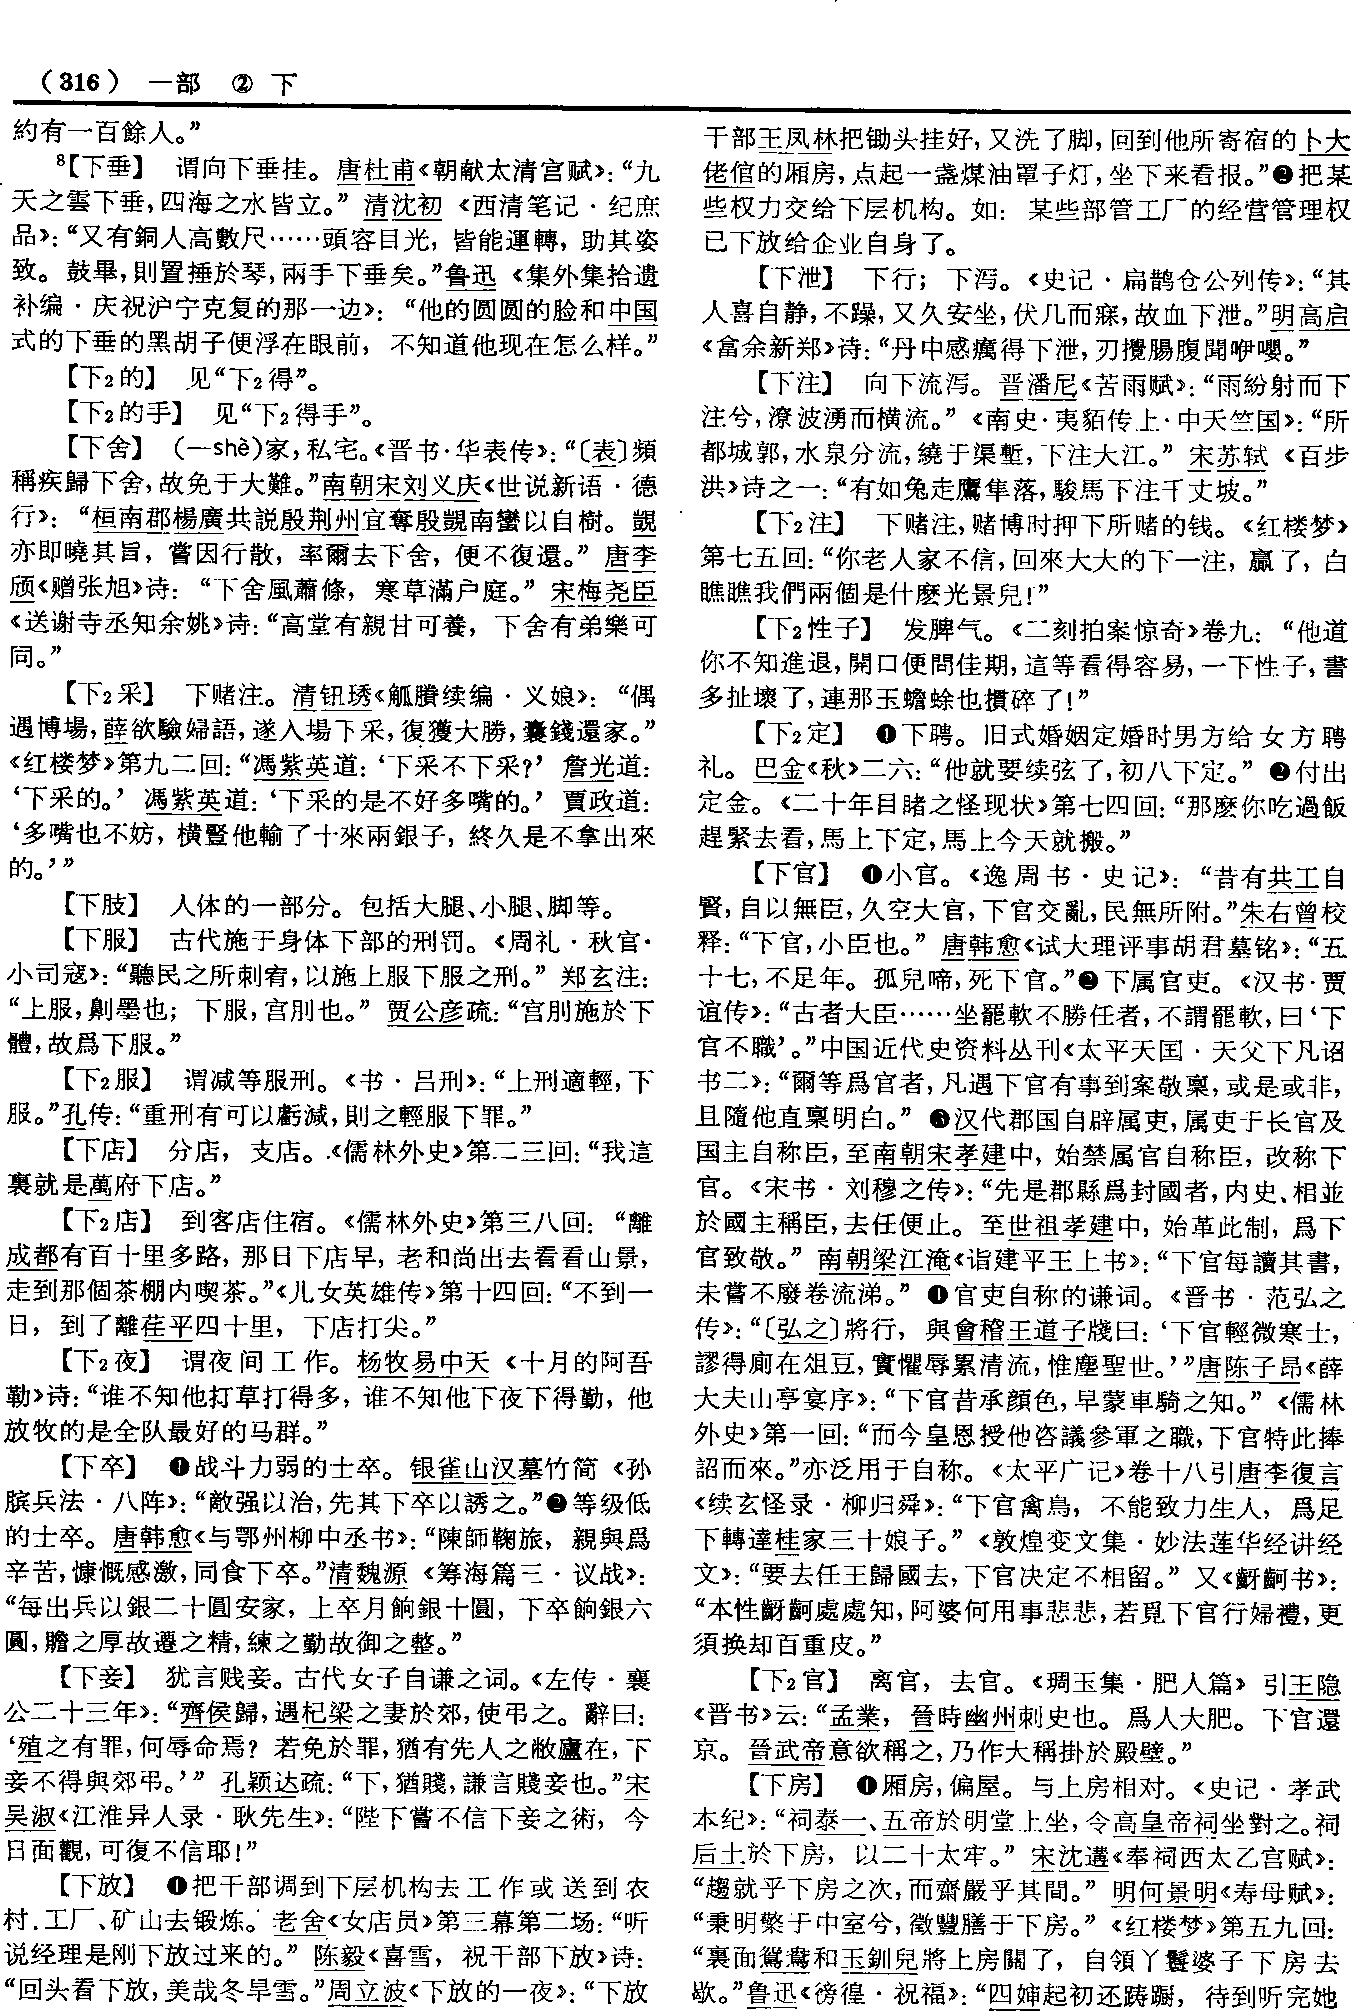 （316） 一部 ② 下
約有一百餘人。”
⁸【下垂】 谓向下垂挂。唐杜甫《朝献太清宫赋》：“九
天之雲下垂，四海之水皆立。” 清沈初《西清笔记·纪庶
品》：“又有銅人高數尺……頭容目光，皆能運轉，助其姿
致。鼓畢，則置捶於琴，兩手下垂矣。”鲁迅《集外集拾遗
补编·庆祝沪宁克复的那一边》：“他的圆圆的脸和中国
式的下垂的黑胡子便浮在眼前，不知道他现在怎么样。”
【下₂的】 见“下₂得”。
【下₂的手】 见“下₂得手”。
【下舍】 （—shè）家，私宅。《晋书·华表传》：“〔表〕頻
稱疾歸下舍，故免于大難。”南朝宋刘义庆《世说新语·德
行》：“桓南郡楊廣共説殷荆州宜奪殷覬南蠻以自樹。覬
亦即曉其旨，嘗因行散，率爾去下舍，便不復還。” 唐李
颀《赠张旭》诗：“下舍風蕭條，寒草滿户庭。” 宋梅尧臣
《送谢寺丞知余姚》诗：“高堂有親甘可養，下舍有弟樂可
同。”
【下₂采】 下赌注。清钮琇《觚賸续编·义娘》：“偶
遇博場，薛欲驗婦語，遂入場下采，復獲大勝，囊錢還家。”
《红楼梦》第九二回：“馮紫英道：‘下采不下采？’ 詹光道：
‘下采的。’ 馮紫英道：‘下采的是不好多嘴的。’ 賈政道：
‘多嘴也不妨，横豎他輸了十來兩銀子，終久是不拿出來
的。’”
【下肢】 人体的一部分。包括大腿、小腿、脚等。
【下服】 古代施于身体下部的刑罚。《周礼·秋官·
小司寇》：“聽民之所刺宥，以施上服下服之刑。” 郑玄注：
“上服，劓墨也；下服，宫刖也。” 贾公彦疏：“宫刖施於下
體，故爲下服。”
【下₂服】 谓减等服刑。《书·吕刑》：“上刑適輕，下
服。”孔传：“重刑有可以虧減，則之輕服下罪。”
【下店】 分店，支店。《儒林外史》第二三回：“我這
裏就是萬府下店。”
【下₂店】 到客店住宿。《儒林外史》第三八回：“離
成都有百十里多路，那日下店早，老和尚出去看看山景，
走到那個茶棚内喫茶。”《儿女英雄传》第十四回：“不到一
日，到了離茌平四十里，下店打尖。”
【下₂夜】 谓夜间工作。杨牧易中天《十月的阿吾
勒》诗：“谁不知他打草打得多，谁不知他下夜下得勤，他
放牧的是全队最好的马群。”
【下卒】 ❶战斗力弱的士卒。银雀山汉墓竹简《孙
膑兵法·八阵》：“敵强以治，先其下卒以誘之。”❷等级低
的士卒。唐韩愈《与鄂州柳中丞书》：“陳師鞠旅，親與爲
辛苦，慷慨感激，同食下卒。”清魏源《筹海篇三·议战》：
“每出兵以銀二十圓安家，上卒月餉銀十圓，下卒餉銀六
圓，贍之厚故遷之精，練之勤故御之整。”
【下妾】 犹言贱妾。古代女子自谦之词。《左传·襄
公二十三年》：“齊侯歸，遇杞梁之妻於郊，使弔之。辭曰：
‘殖之有罪，何辱命焉？若免於罪，猶有先人之敝廬在，下
妾不得與郊弔。’” 孔颖达疏：“下，猶賤，謙言賤妾也。”宋
吴淑《江淮异人录·耿先生》：“陛下嘗不信下妾之術，今
日面觀，可復不信耶！”
【下放】 ❶把干部调到下层机构去工作或送到农
村、工厂、矿山去锻炼。老舍《女店员》第三幕第二场：“听
说经理是刚下放过来的。” 陈毅《喜雪，祝干部下放》诗：
“回头看下放，美哉冬旱雪。”周立波《下放的一夜》：“下放
干部王凤林把锄头挂好，又洗了脚，回到他所寄宿的卜大
佬倌的厢房，点起一盏煤油罩子灯，坐下来看报。”❷把某
些权力交给下层机构。如：某些部管工厂的经营管理权
已下放给企业自身了。
【下泄】 下行；下泻。《史记·扁鹊仓公列传》：“其
人喜自静，不躁，又久安坐，伏几而寐，故血下泄。”明高启
《畣余新郑》诗：“丹中感癘得下泄，刃攪腸腹聞咿嚶。”
【下注】 向下流泻。晋潘尼《苦雨赋》：“雨紛射而下
注兮，潦波湧而横流。” 《南史·夷貊传上·中天竺国》：“所
都城郭，水泉分流，繞于渠塹，下注大江。” 宋苏轼《百步
洪》诗之一：“有如兔走鷹隼落，駿馬下注千丈坡。”
【下₂注】 下赌注，赌博时押下所赌的钱。《红楼梦》
第七五回：“你老人家不信，回來大大的下一注，贏了，白
瞧瞧我們兩個是什麽光景兒！”
【下₂性子】 发脾气。《二刻拍案惊奇》卷九：“他道
你不知進退，開口便問佳期，這等看得容易，一下性子，書
多扯壞了，連那玉蟾蜍也摜碎了！”
【下₂定】 ❶下聘。旧式婚姻定婚时男方给女方聘
礼。巴金《秋》二六：“他就要续弦了，初八下定。” ❷付出
定金。《二十年目睹之怪现状》第七四回：“那麽你吃過飯
趕緊去看，馬上下定，馬上今天就搬。”
【下官】 ❶小官。《逸周书·史记》：“昔有共工自
賢，自以無臣，久空大官，下官交亂，民無所附。”朱右曾校
释：“下官，小臣也。” 唐韩愈《试大理评事胡君墓铭》：“五
十七，不足年。孤兒啼，死下官。”❷下属官吏。《汉书·贾
谊传》：“古者大臣……坐罷軟不勝任者，不謂罷軟，曰‘下
官不職’。”中国近代史资料丛刊《太平天囯·天父下凡诏
书二》：“爾等爲官者，凡遇下官有事到案敬稟，或是或非，
且隨他直稟明白。” ❸汉代郡国自辟属吏，属吏于长官及
国主自称臣，至南朝宋孝建中，始禁属官自称臣，改称下
官。《宋书·刘穆之传》：“先是郡縣爲封國者，内史、相並
於國主稱臣，去任便止。至世祖孝建中，始革此制，爲下
官致敬。” 南朝梁江淹《诣建平王上书》：“下官每讀其書，
未嘗不廢卷流涕。” ❹官吏自称的谦词。《晋书·范弘之
传》：“〔弘之〕將行，與會稽王道子牋曰：‘下官輕微寒士，
謬得廁在俎豆，實懼辱累清流，惟塵聖世。’”唐陈子昂《薛
大夫山亭宴序》：“下官昔承顔色，早蒙車騎之知。” 《儒林
外史》第一回：“而今皇恩授他咨議參軍之職，下官特此捧
詔而來。”亦泛用于自称。《太平广记》卷十八引唐李復言
《续玄怪录·柳归舜》：“下官禽鳥，不能致力生人，爲足
下轉達桂家三十娘子。” 《敦煌变文集·妙法莲华经讲经
文》：“要去任王歸國去，下官决定不相留。” 又《齖䶗书》：
“本性齖䶗處處知，阿婆何用事悲悲，若覓下官行婦禮，更
須换却百重皮。”
【下₂官】 离官，去官。《琱玉集·肥人篇》引王隐
《晋书》云：“孟業，晉時幽州刺史也。爲人大肥。下官還
京。晉武帝意欲稱之，乃作大稱掛於殿壁。”
【下房】 ❶厢房，偏屋。与上房相对。《史记·孝武
本纪》：“祠泰一、五帝於明堂上坐，令高皇帝祠坐對之。祠
后土於下房，以二十太牢。” 宋沈遘《奉祠西太乙宫赋》：
“趨就乎下房之次，而齋嚴乎其間。” 明何景明《寿母赋》：
“秉明檠于中室兮，徵豐膳于下房。” 《红楼梦》第五九回：
“裏面鴛鴦和玉釧兒將上房關了，自領丫鬟婆子下房去
歇。”鲁迅《彷徨·祝福》：“四婶起初还踌蹰，待到听完她